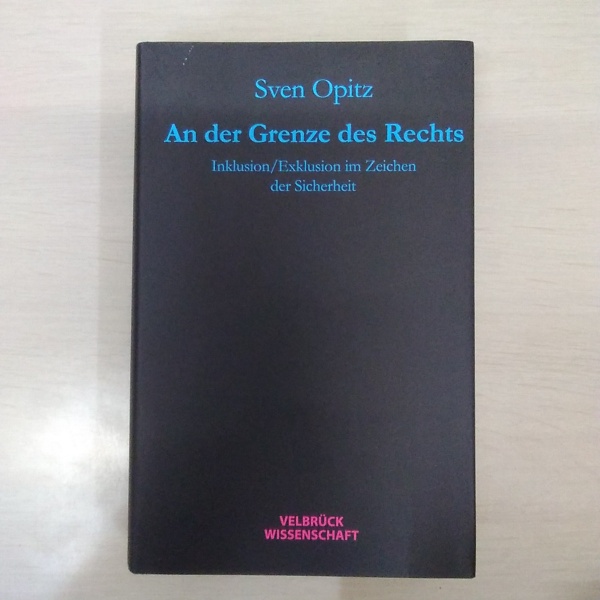 Sven Opitz
An der Grenze des Rechts
Inklusion/Exklusion im Zeichen
der Sicherheit
VELBRÜCK
WISSENSCHAFT